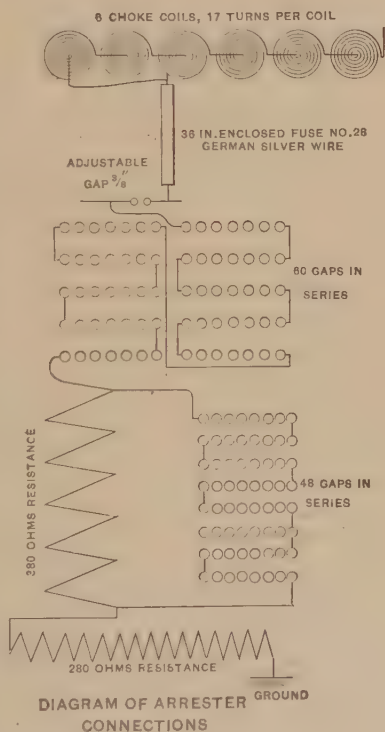 6 CHOKE COILS, 17 TURNS PER COIL
36 IN. ENCLOSED FUSE NO. 28
GERMAN SILVER WIRE
ADJUSTABLE
GAP 3/8"
80 GAPS IN
SERIES
280 OHMS RESISTANCE
48 GAPS IN
SERIES
280 OHMS RESISTANCE
GROUND
DIAGRAM OF ARRESTER
CONNECTIONS